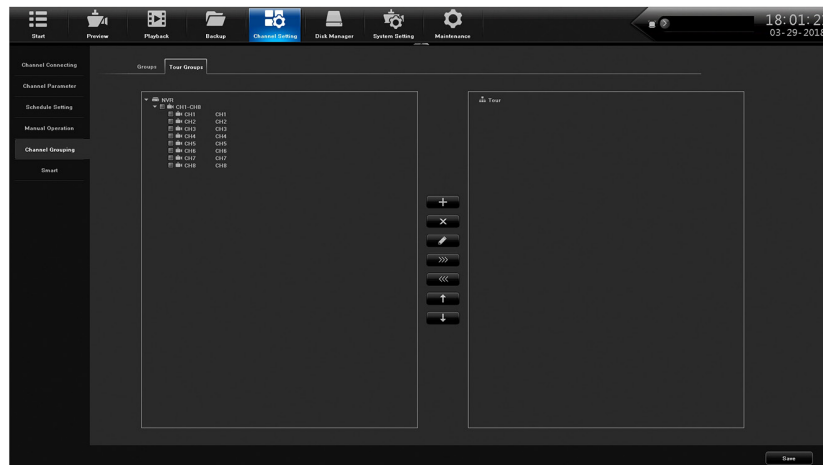 Start Preview Playback Backup Channel Setting Disk Manager System Setting Maintenance
18:01:2
03-29-2018
Channel Connecting
Channel Parameter
Schedule Setting
Manual Operation
Channel Grouping
Smart
Groups Tour Groups
NVR
CH1-CH8
CH1 CH1
CH2 CH2
CH3 CH3
CH4 CH4
CH5 CH5
CH6 CH6
CH7 CH7
CH8 CH8
Tour
Save